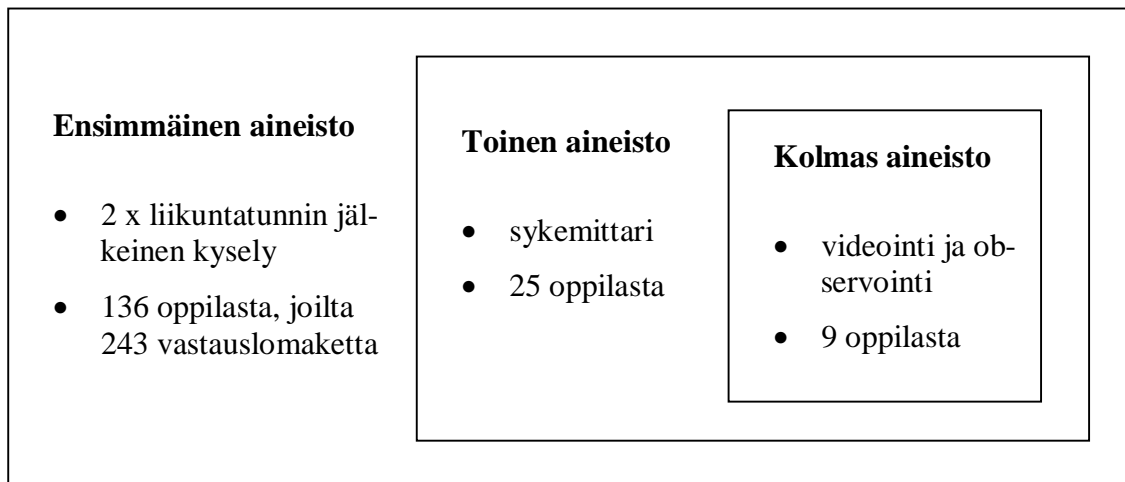 Ensimmäinen aineisto
• 2 x liikuntatunnin jäl-
keinen kysely
• 136 oppilasta, joilta
243 vastauslomaketta
Toinen aineisto
• sykemittari
• 25 oppilasta
Kolmas aineisto
• videointi ja ob-
servointi
• 9 oppilasta